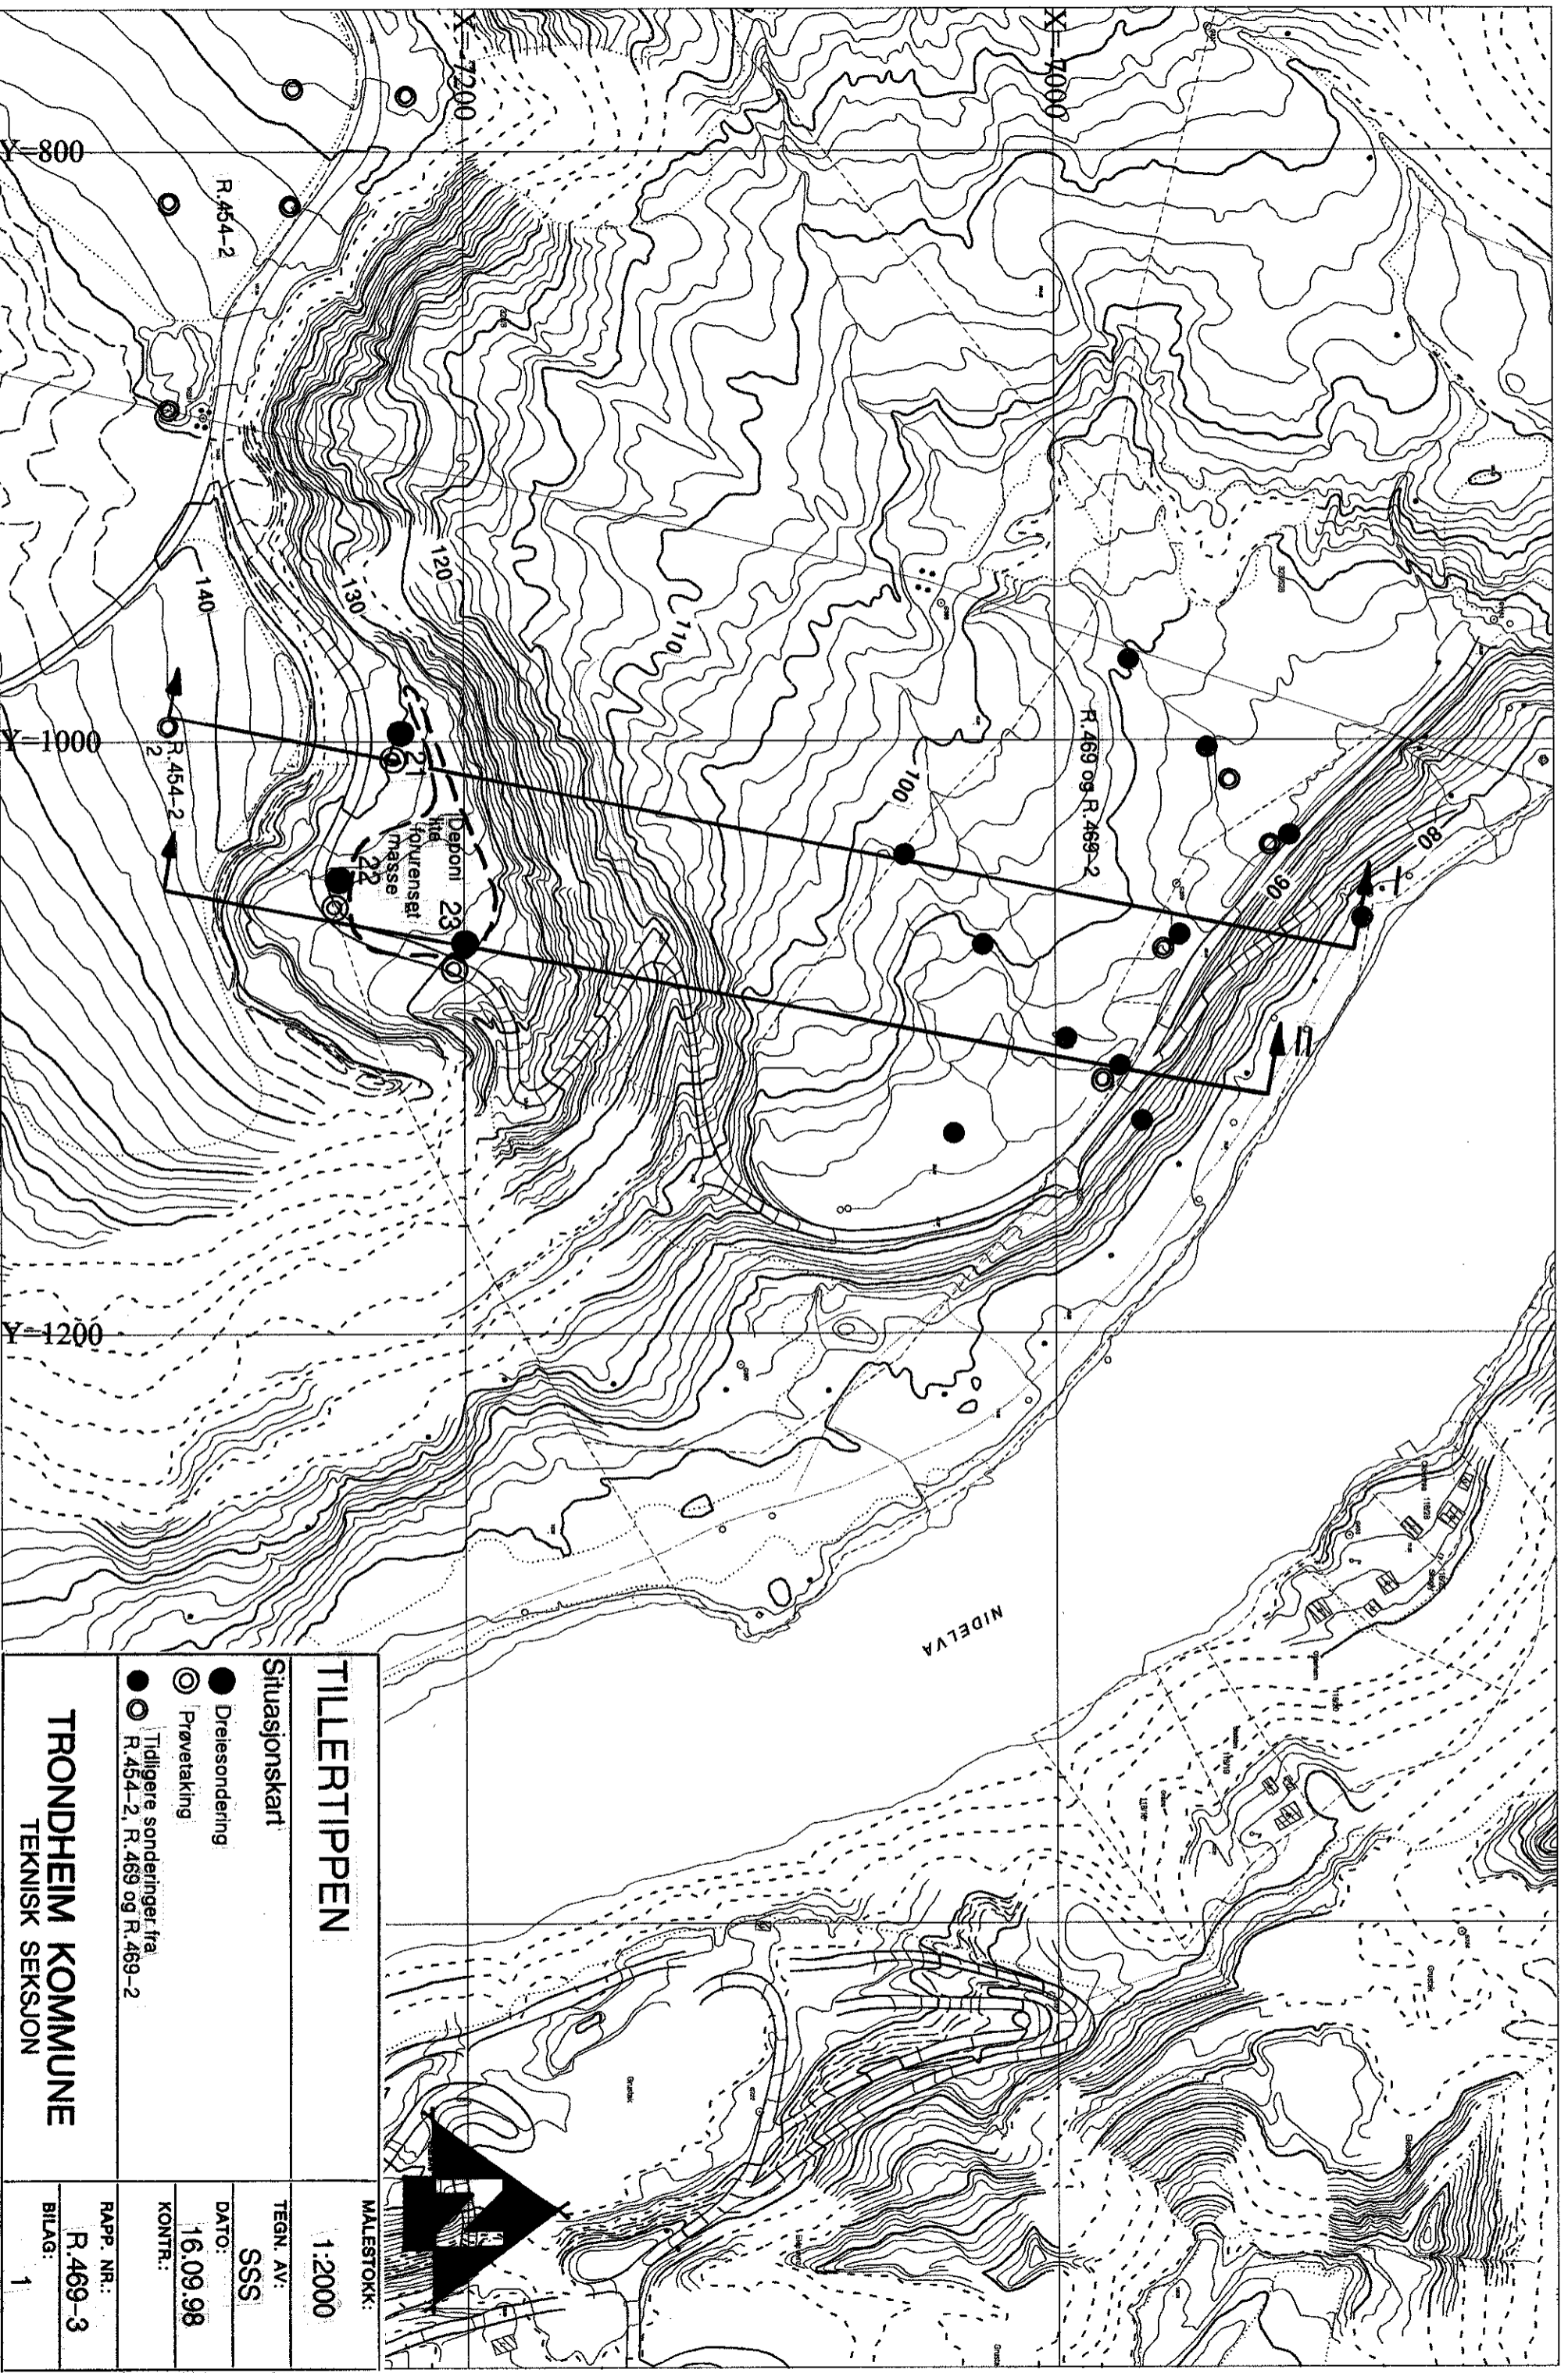 X=-7200
X=-7000
Y=800
Y=1000
Y=1200
R.454-2
140
130
120
110
100
90
80
R.454-2
2
R.469 og R.469-2
21
22
23
Deponi
lite
forurenset
masse
I
II
NIDELVA
Grustak
Grustak
TILLERTIPPEN
Situasjonskart
Dreiesondering
Prøvetaking
Tidligere sonderinger fra
R.454-2, R.469 og R.469-2
TRONDHEIM KOMMUNE
TEKNISK SEKSJON
MÅLESTOKK:
1:2000
TEGN. AV:
SSS
DATO:
16.09.98
KONTR.:
RAPP. NR.:
R.469-3
BILAG:
1